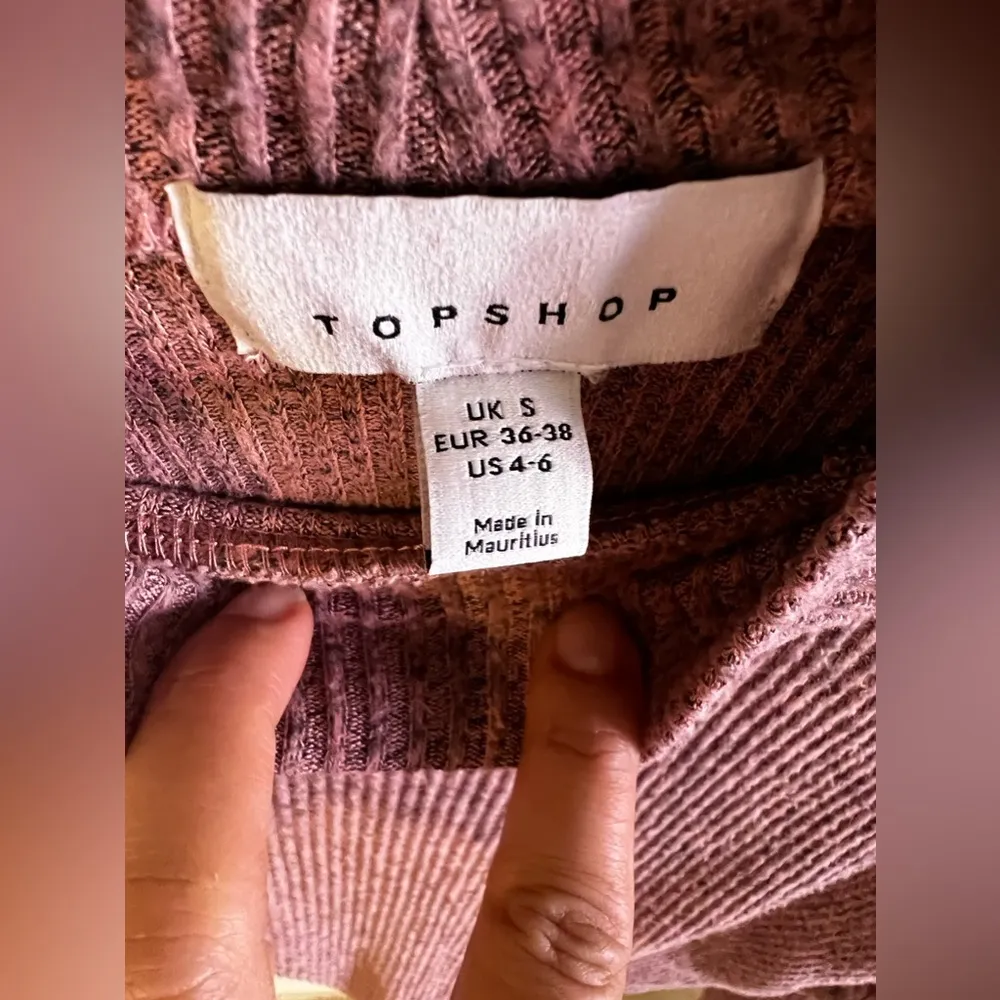 TOPSHOP
UK S
EUR 36-38
US 4-6
Made in
Mauritius